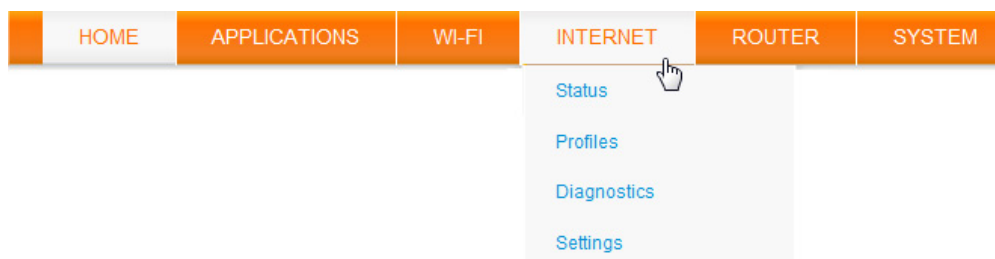 HOME APPLICATIONS WI-FI INTERNET ROUTER SYSTEM
Status
Profiles
Diagnostics
Settings